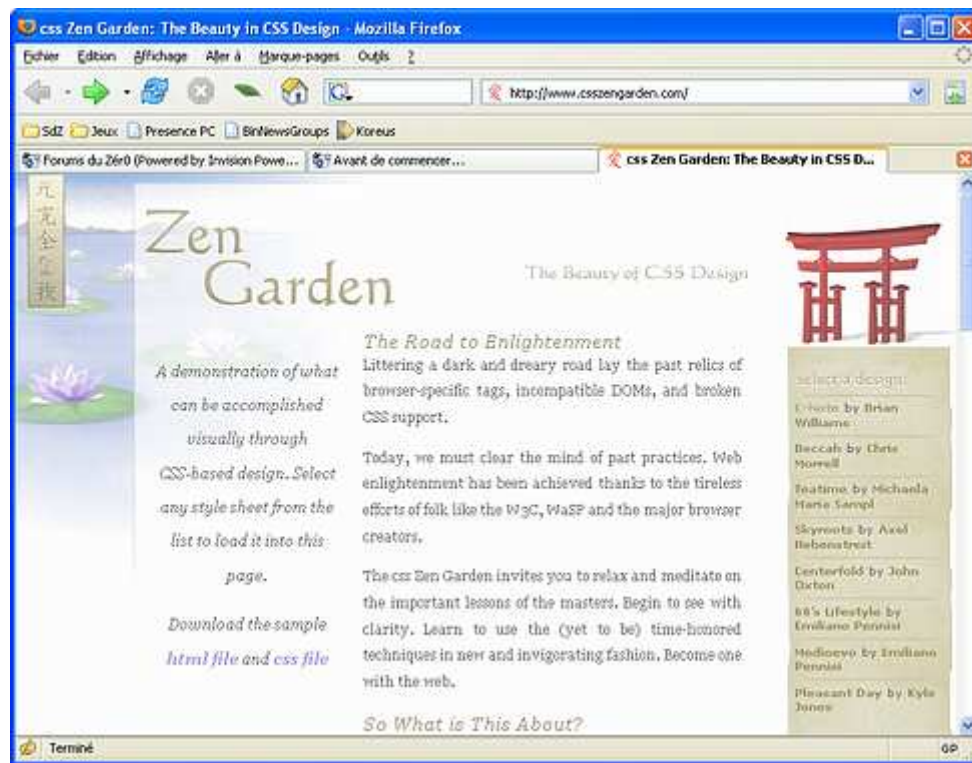 css Zen Garden: The Beauty in CSS Design - Mozilla Firefox
Fichier Edition Affichage Aller à Marque-pages Outils ?
http://www.csszengarden.com/
SdZ Jeux Presence PC BinNewsGroups Koreus
Forums du Zér0 (Powered by Invision Powe... Avant de commencer... css Zen Garden: The Beauty in CSS D...
Zen
Garden
The Beauty of CSS Design
A demonstration of what
can be accomplished
visually through
CSS-based design. Select
any style sheet from the
list to load it into this
page.
Download the sample
html file and css file
The Road to Enlightenment
Littering a dark and dreary road lay the past relics of
browser-specific tags, incompatible DOMs, and broken
CSS support.
Today, we must clear the mind of past practices. Web
enlightenment has been achieved thanks to the tireless
efforts of folk like the W3C, WaSP and the major browser
creators.
The css Zen Garden invites you to relax and meditate on
the important lessons of the masters. Begin to see with
clarity. Learn to use the (yet to be) time-honored
techniques in new and invigorating fashion. Become one
with the web.
So What is This About?
select a design:
by Brian
Williams
Beccah by Chris
Morrell
Teatime by Michaela
Maria Sampl
Skyroots by Axel
Hebenstreit
Centerfold by John
Oxton
by
Emiliano Pennisi
Medioevo by Emiliano
Pennisi
Pleasant Day by Kyle
Jones
Terminé
GP